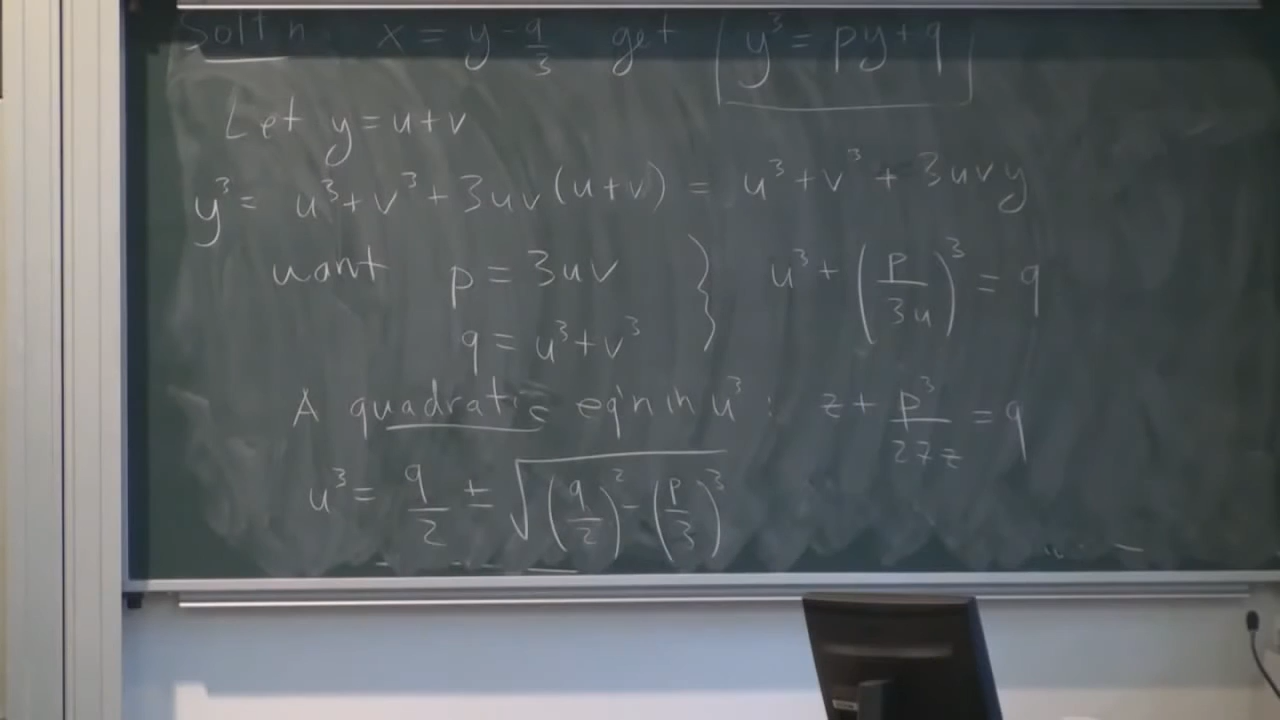 Sol'n: x = y - a/3 get y³ = py + q
Let y = u + v
y³ = u³ + v³ + 3uv(u + v) = u³ + v³ + 3uvy
want p = 3uv } u³ + (p/3u)³ = q
q = u³ + v³
A quadratic eq'n in u³ : z + p³/27z = q
u³ = q/2 ± √((q/2)² - (p/3)³)